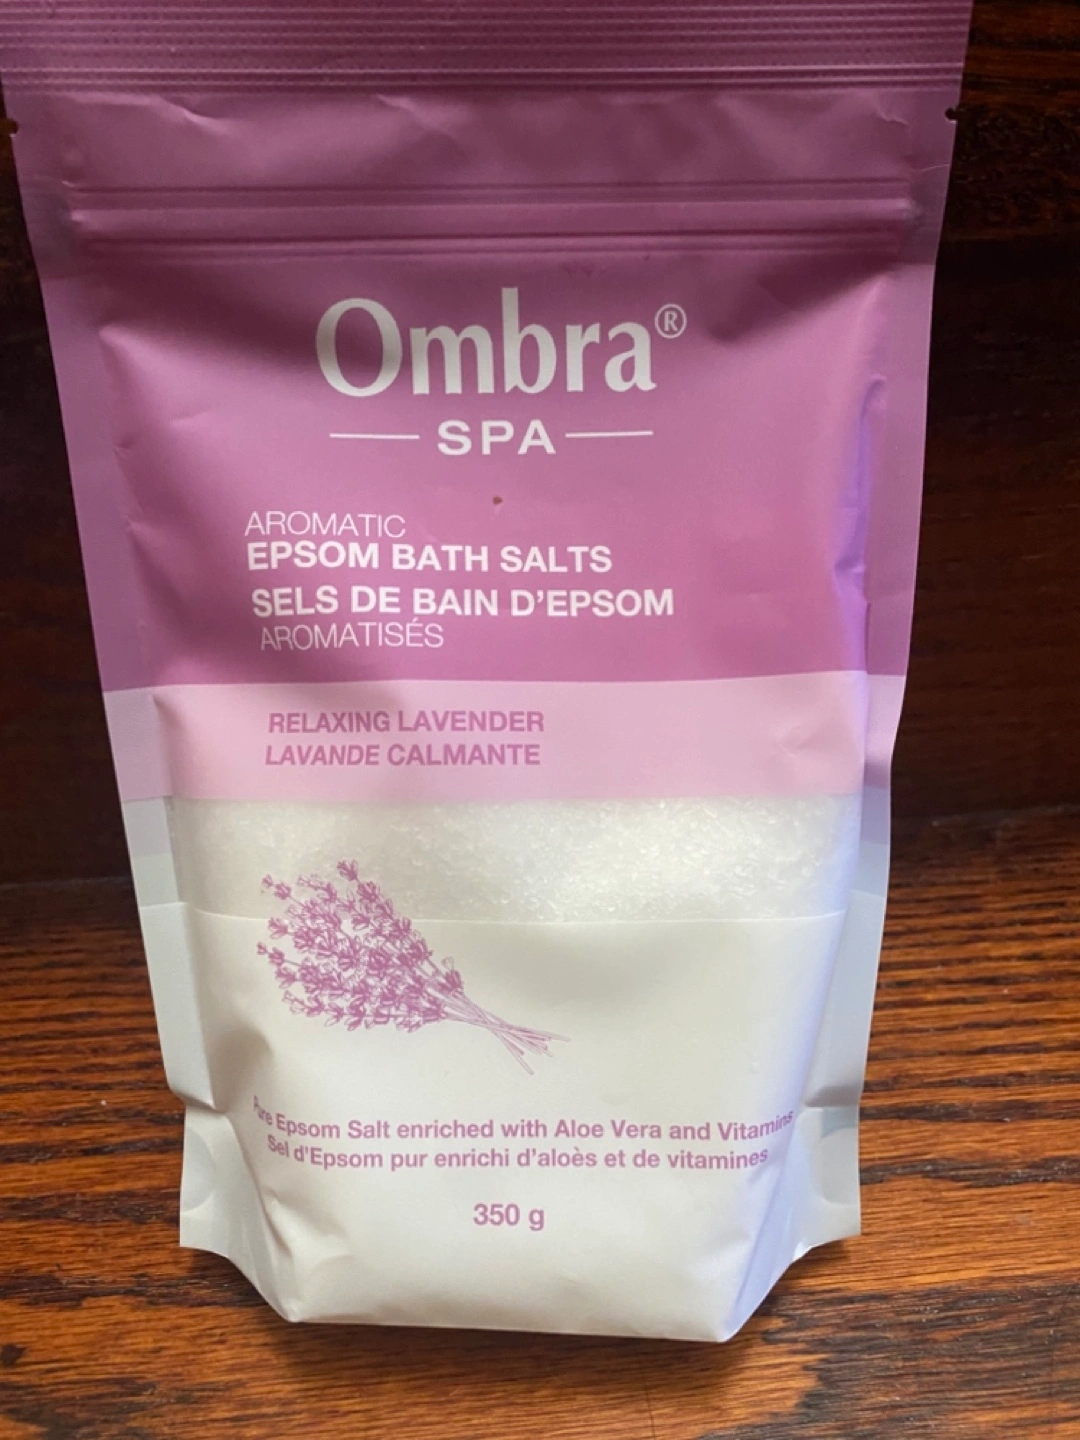 Ombra®
SPA
AROMATIC
EPSOM BATH SALTS
SELS DE BAIN D'EPSOM
AROMATISÉS
RELAXING LAVENDER
LAVANDE CALMANTE
Pure Epsom Salt enriched with Aloe Vera and Vitamins
Sel d'Epsom pur enrichi d'aloès et de vitamines
350 g